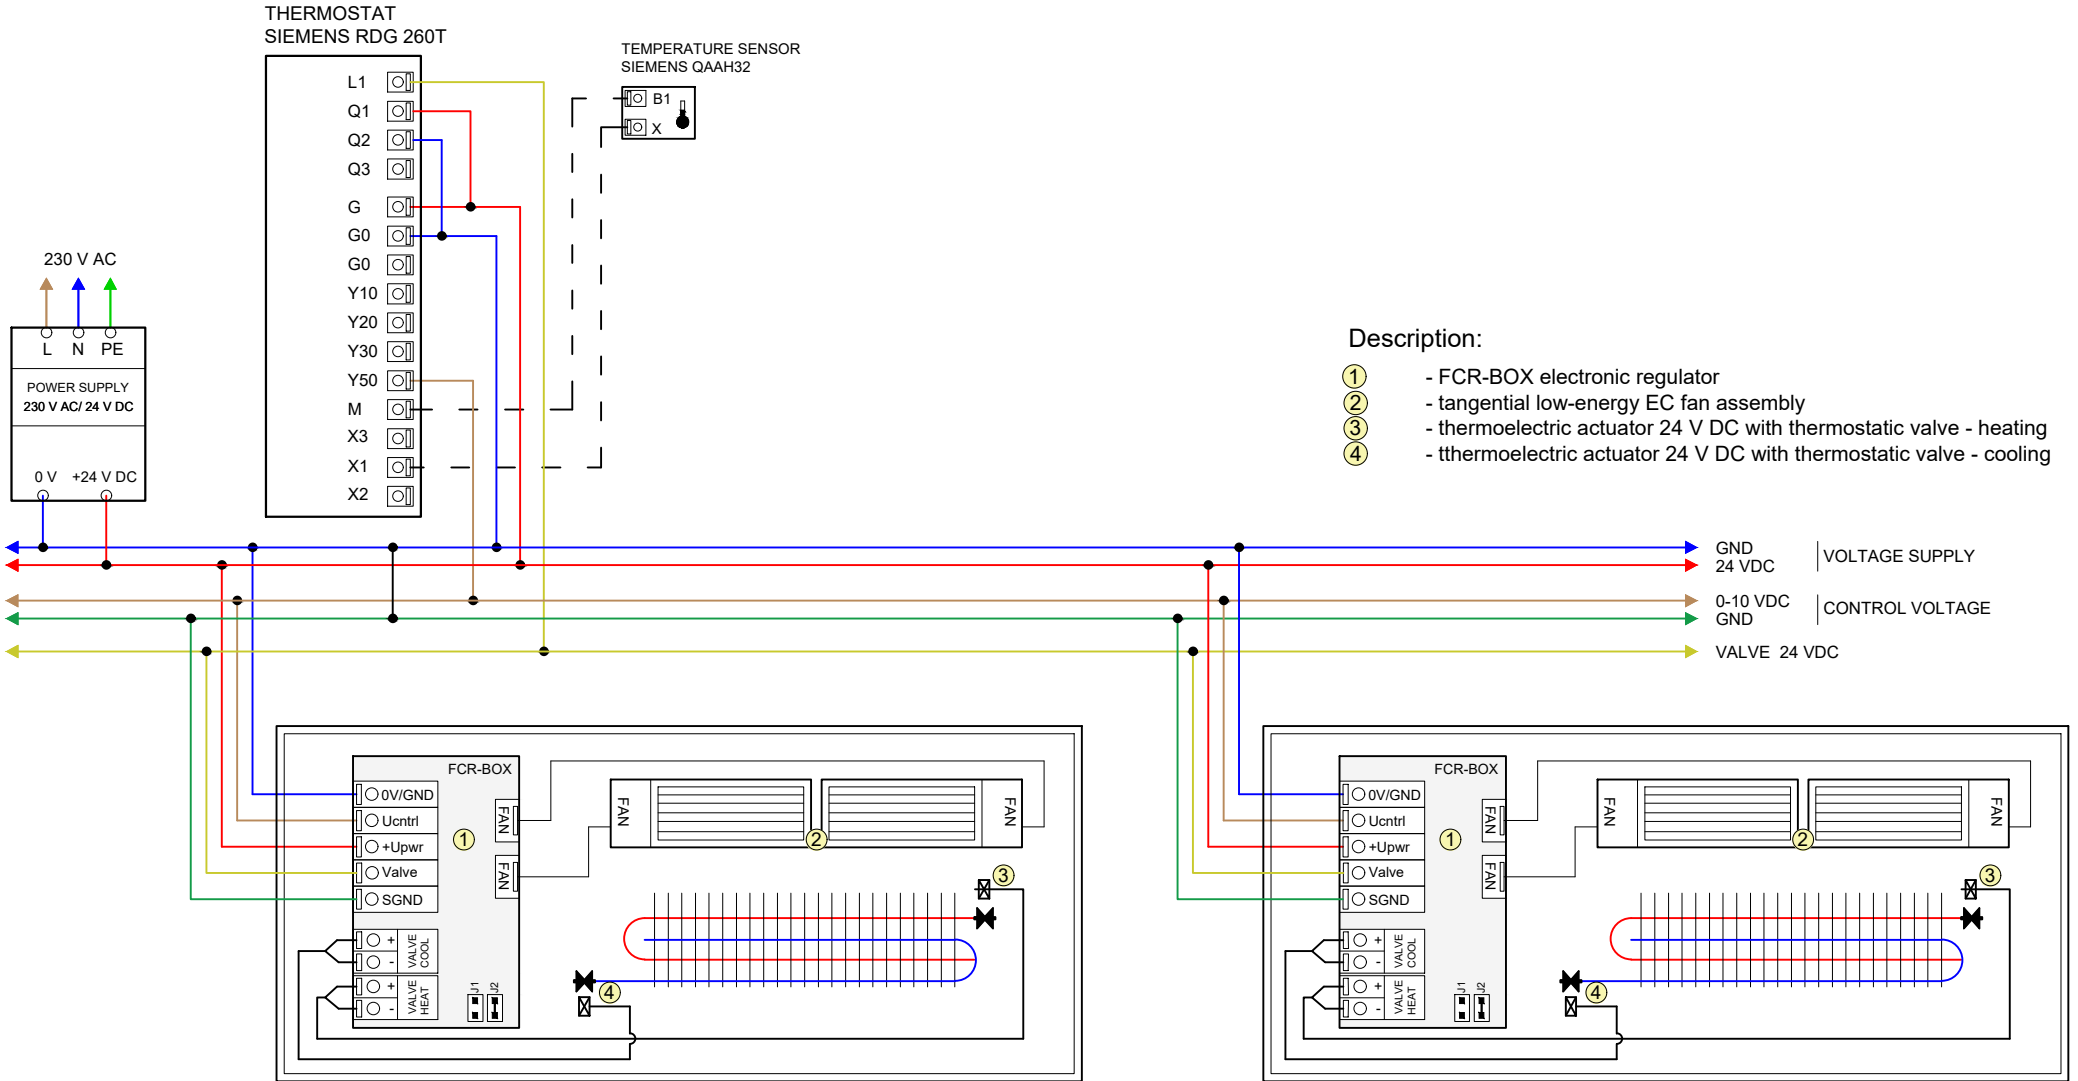 THERMOSTAT
SIEMENS RDG 260T
L1
Q1
Q2
Q3
G
G0
G0
Y10
Y20
Y30
Y50
M
X3
X1
X2
TEMPERATURE SENSOR
SIEMENS QAAH32
B1
X
230 V AC
L N PE
POWER SUPPLY
230 V AC/ 24 V DC
0 V +24 V DC
Description:
1 - FCR-BOX electronic regulator
2 - tangential low-energy EC fan assembly
3 - thermoelectric actuator 24 V DC with thermostatic valve - heating
4 - tthermoelectric actuator 24 V DC with thermostatic valve - cooling
GND
24 VDC
VOLTAGE SUPPLY
0-10 VDC
GND
CONTROL VOLTAGE
VALVE 24 VDC
FCR-BOX
0V/GND
Ucntrl
+Upwr
Valve
SGND
+
-
VALVE
COOL
+
-
VALVE
HEAT
J1
J2
1
FAN
FAN
FAN
FAN
2
3
4
FCR-BOX
0V/GND
Ucntrl
+Upwr
Valve
SGND
+
-
VALVE
COOL
+
-
VALVE
HEAT
J1
J2
1
FAN
FAN
FAN
FAN
2
3
4